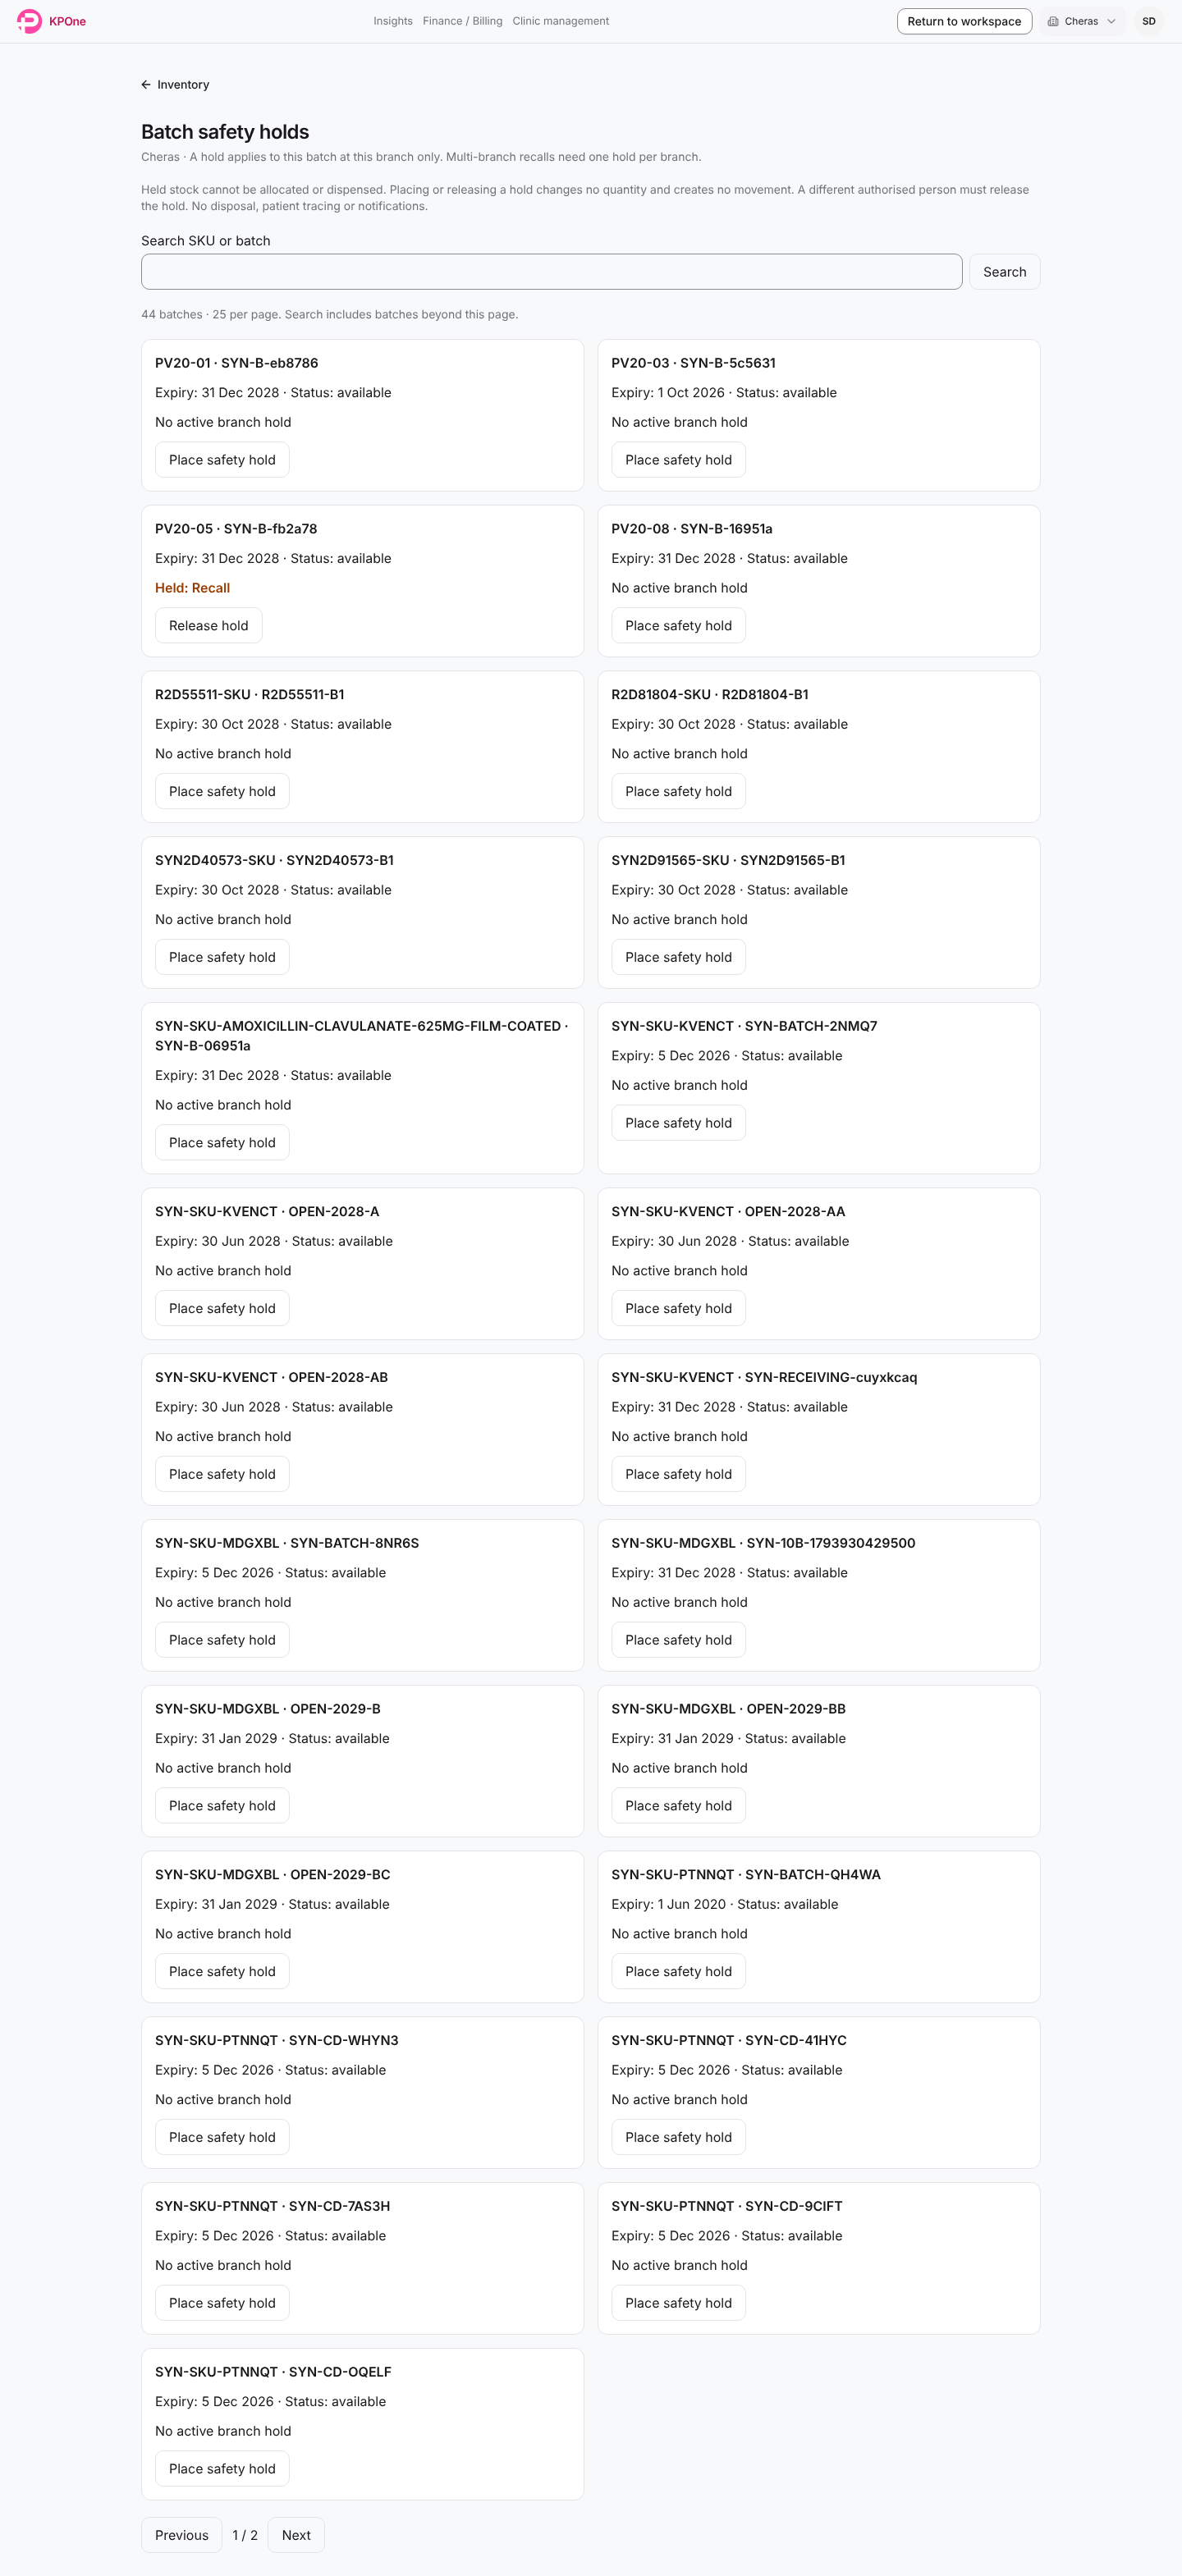 KPOne
Insights
Finance / Billing
Clinic management
Return to workspace
Cheras
SD
Inventory
Batch safety holds
Cheras · A hold applies to this batch at this branch only. Multi-branch recalls need one hold per branch.
Held stock cannot be allocated or dispensed. Placing or releasing a hold changes no quantity and creates no movement. A different authorised person must release
the hold. No disposal, patient tracing or notifications.
Search SKU or batch
Search
44 batches · 25 per page. Search includes batches beyond this page.
PV20-01 · SYN-B-eb8786
Expiry: 31 Dec 2028 · Status: available
No active branch hold
Place safety hold
PV20-03 · SYN-B-5c5631
Expiry: 1 Oct 2026 · Status: available
No active branch hold
Place safety hold
PV20-05 · SYN-B-fb2a78
Expiry: 31 Dec 2028 · Status: available
Held: Recall
Release hold
PV20-08 · SYN-B-16951a
Expiry: 31 Dec 2028 · Status: available
No active branch hold
Place safety hold
R2D55511-SKU · R2D55511-B1
Expiry: 30 Oct 2028 · Status: available
No active branch hold
Place safety hold
R2D81804-SKU · R2D81804-B1
Expiry: 30 Oct 2028 · Status: available
No active branch hold
Place safety hold
SYN2D40573-SKU · SYN2D40573-B1
Expiry: 30 Oct 2028 · Status: available
No active branch hold
Place safety hold
SYN2D91565-SKU · SYN2D91565-B1
Expiry: 30 Oct 2028 · Status: available
No active branch hold
Place safety hold
SYN-SKU-AMOXICILLIN-CLAVULANATE-625MG-FILM-COATED ·
SYN-B-06951a
Expiry: 31 Dec 2028 · Status: available
No active branch hold
Place safety hold
SYN-SKU-KVENCT · SYN-BATCH-2NMQ7
Expiry: 5 Dec 2026 · Status: available
No active branch hold
Place safety hold
SYN-SKU-KVENCT · OPEN-2028-A
Expiry: 30 Jun 2028 · Status: available
No active branch hold
Place safety hold
SYN-SKU-KVENCT · OPEN-2028-AA
Expiry: 30 Jun 2028 · Status: available
No active branch hold
Place safety hold
SYN-SKU-KVENCT · OPEN-2028-AB
Expiry: 30 Jun 2028 · Status: available
No active branch hold
Place safety hold
SYN-SKU-KVENCT · SYN-RECEIVING-cuyxkcaq
Expiry: 31 Dec 2028 · Status: available
No active branch hold
Place safety hold
SYN-SKU-MDGXBL · SYN-BATCH-8NR6S
Expiry: 5 Dec 2026 · Status: available
No active branch hold
Place safety hold
SYN-SKU-MDGXBL · SYN-10B-1793930429500
Expiry: 31 Dec 2028 · Status: available
No active branch hold
Place safety hold
SYN-SKU-MDGXBL · OPEN-2029-B
Expiry: 31 Jan 2029 · Status: available
No active branch hold
Place safety hold
SYN-SKU-MDGXBL · OPEN-2029-BB
Expiry: 31 Jan 2029 · Status: available
No active branch hold
Place safety hold
SYN-SKU-MDGXBL · OPEN-2029-BC
Expiry: 31 Jan 2029 · Status: available
No active branch hold
Place safety hold
SYN-SKU-PTNNQT · SYN-BATCH-QH4WA
Expiry: 1 Jun 2020 · Status: available
No active branch hold
Place safety hold
SYN-SKU-PTNNQT · SYN-CD-WHYN3
Expiry: 5 Dec 2026 · Status: available
No active branch hold
Place safety hold
SYN-SKU-PTNNQT · SYN-CD-41HYC
Expiry: 5 Dec 2026 · Status: available
No active branch hold
Place safety hold
SYN-SKU-PTNNQT · SYN-CD-7AS3H
Expiry: 5 Dec 2026 · Status: available
No active branch hold
Place safety hold
SYN-SKU-PTNNQT · SYN-CD-9CIFT
Expiry: 5 Dec 2026 · Status: available
No active branch hold
Place safety hold
SYN-SKU-PTNNQT · SYN-CD-OQELF
Expiry: 5 Dec 2026 · Status: available
No active branch hold
Place safety hold
Previous
1 / 2
Next